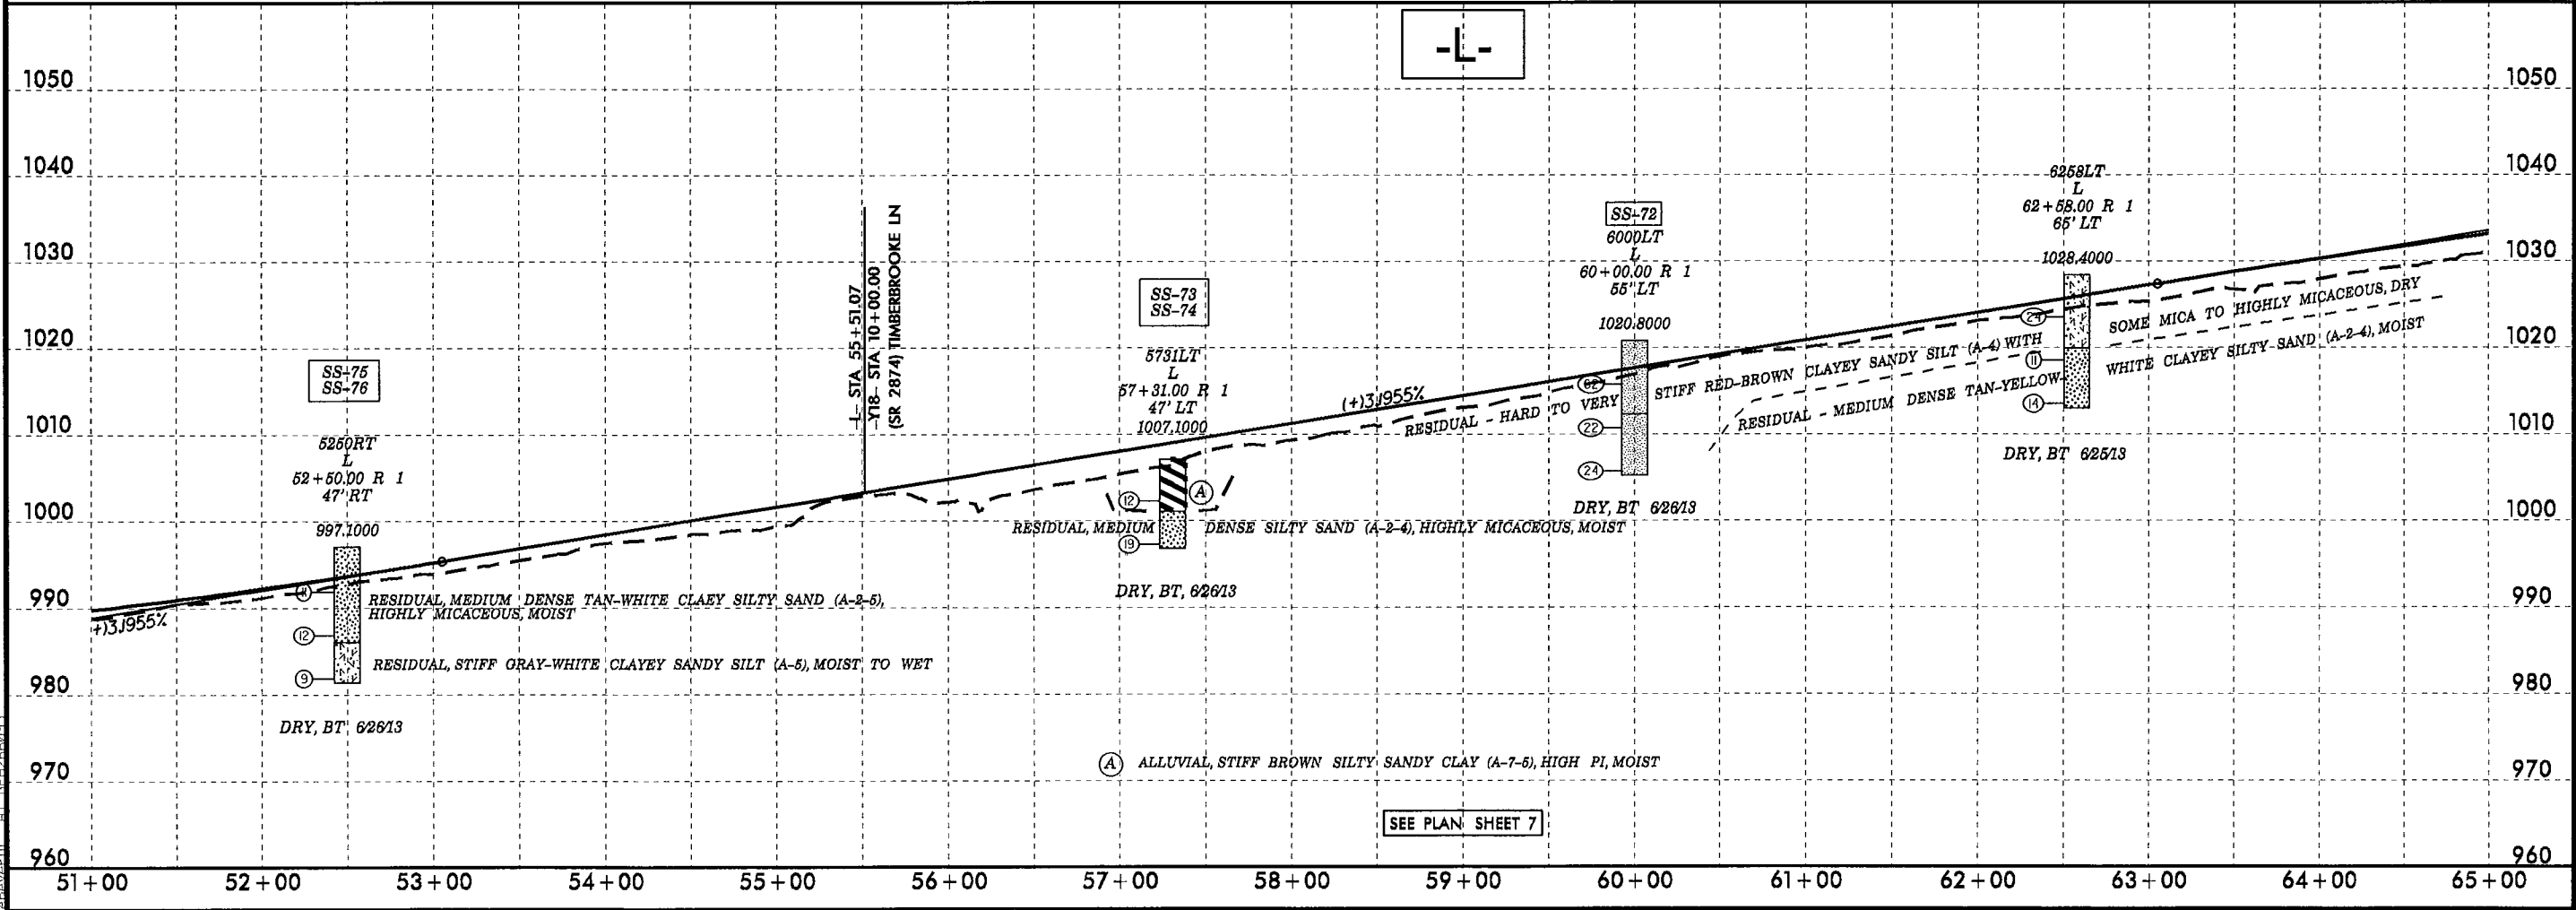 -L-
1050
1050
1040
1040
1030
1030
1020
1020
1010
1010
1000
1000
990
990
980
980
970
970
960
960
SS-75
SS-76
5250RT
L
52+50.00 R 1
47' RT
997.1000
12
9
DRY, BT 6/26/13
RESIDUAL, MEDIUM DENSE TAN-WHITE CLAEY SILTY SAND (A-2-5),
HIGHLY MICACEOUS, MOIST
RESIDUAL, STIFF GRAY-WHITE CLAYEY SANDY SILT (A-5), MOIST TO WET
+)3.1955%
-L- STA 55+51.07
-Y18- STA 10+00.00
(SR 2874) TIMBERBROOKE LN
SS-73
SS-74
5731LT
L
57+31.00 R 1
47' LT
1007.1000
12
A
19
RESIDUAL, MEDIUM DENSE SILTY SAND (A-2-4), HIGHLY MICACEOUS, MOIST
DRY, BT, 6/26/13
(+)3.1955%
SS-72
6000LT
L
60+00.00 R 1
55' LT
1020.8000
62
22
24
DRY, BT 6/26/13
RESIDUAL - HARD TO VERY STIFF RED-BROWN CLAYEY SANDY SILT (A-4) WITH SOME MICA TO HIGHLY MICACEOUS, DRY
RESIDUAL - MEDIUM DENSE TAN-YELLOW-WHITE CLAYEY SILTY SAND (A-2-4), MOIST
6258LT
L
62+58.00 R 1
65' LT
1028.4000
24
11
14
DRY, BT 6/25/13
A ALLUVIAL, STIFF BROWN SILTY SANDY CLAY (A-7-5), HIGH PI, MOIST
SEE PLAN SHEET 7
51+00 52+00 53+00 54+00 55+00 56+00 57+00 58+00 59+00 60+00 61+00 62+00 63+00 64+00 65+00